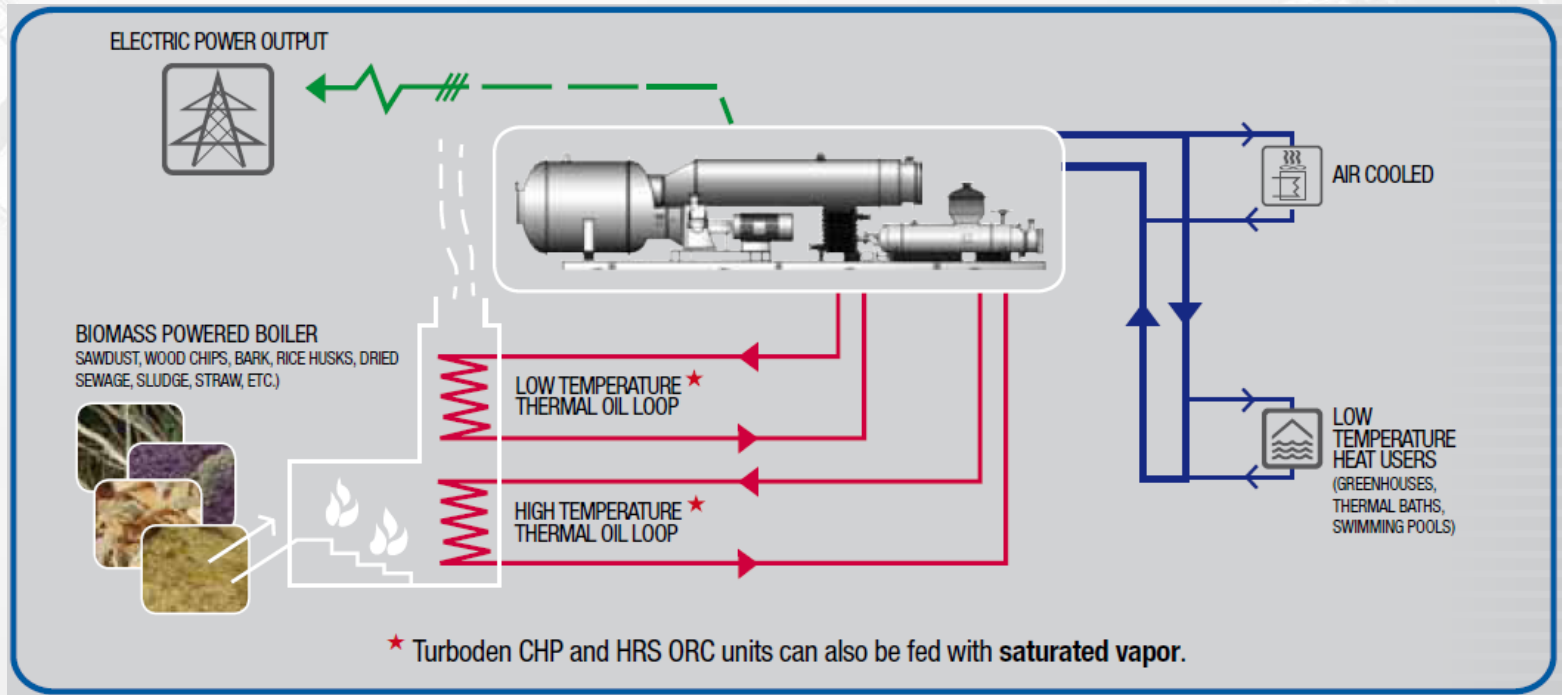 ELECTRIC POWER OUTPUT
AIR COOLED
BIOMASS POWERED BOILER
SAWDUST, WOOD CHIPS, BARK, RICE HUSKS, DRIED
SEWAGE, SLUDGE, STRAW, ETC.)
LOW TEMPERATURE ★
THERMAL OIL LOOP
HIGH TEMPERATURE ★
THERMAL OIL LOOP
LOW
TEMPERATURE
HEAT USERS
(GREENHOUSES,
THERMAL BATHS,
SWIMMING POOLS)
★ Turboden CHP and HRS ORC units can also be fed with saturated vapor.